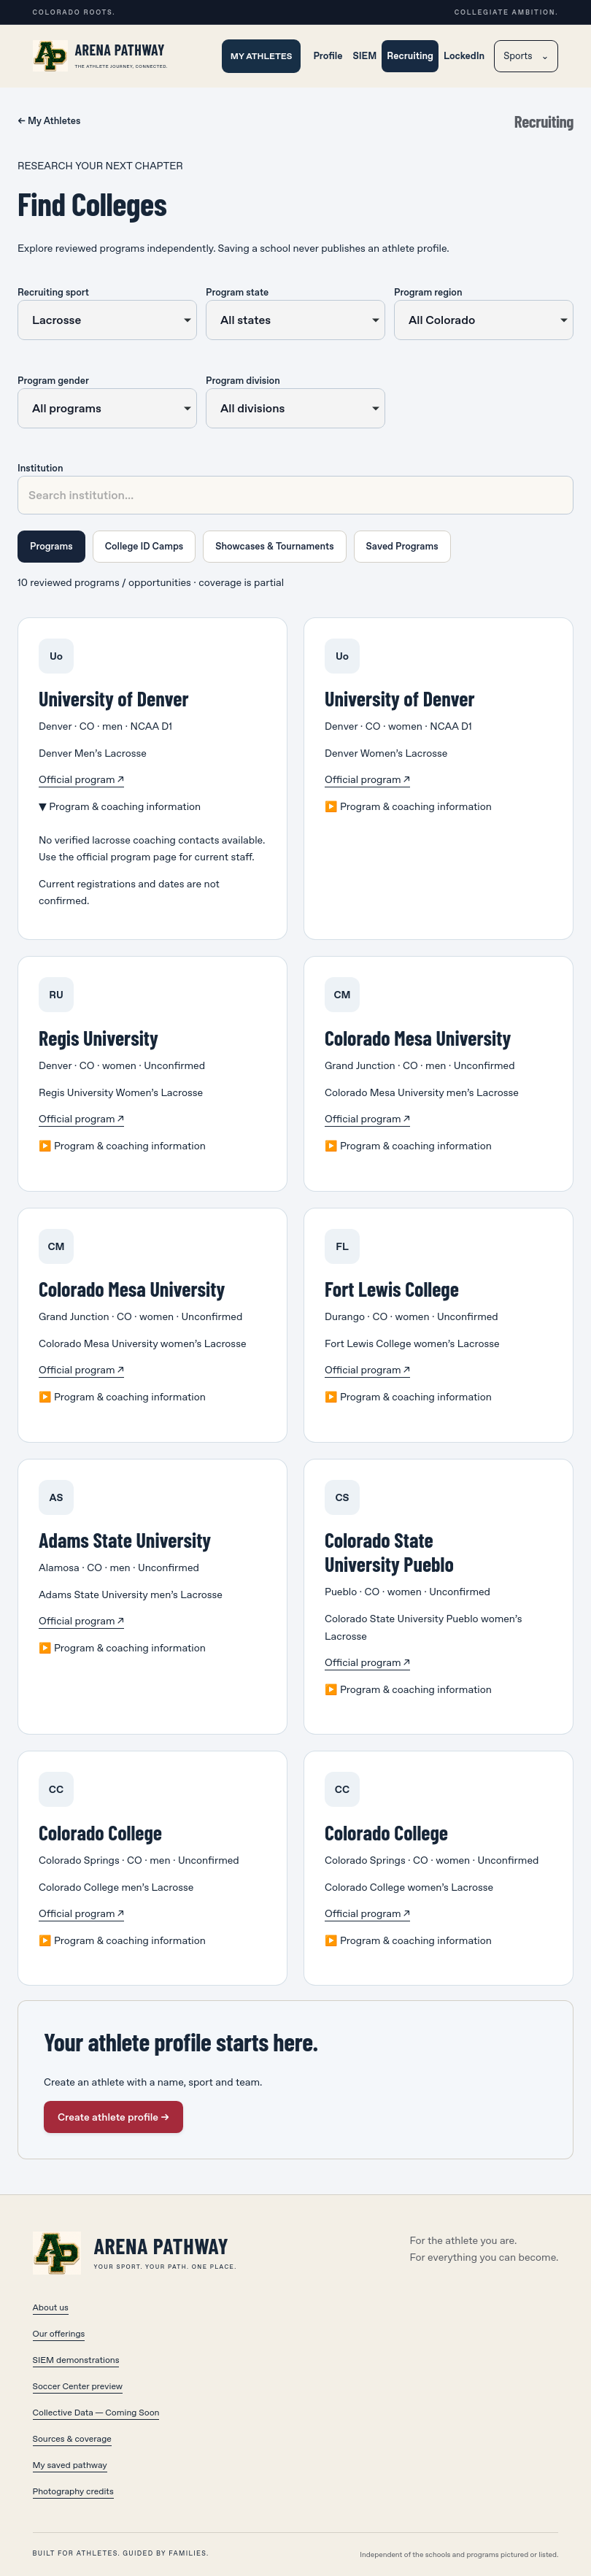 COLORADO ROOTS.
COLLEGIATE AMBITION.
AP
ARENA PATHWAY
THE ATHLETE JOURNEY, CONNECTED.
MY ATHLETES
Profile
SIEM
Recruiting
LockedIn
Sports
← My Athletes
Recruiting
RESEARCH YOUR NEXT CHAPTER
Find Colleges
Explore reviewed programs independently. Saving a school never publishes an athlete profile.
Recruiting sport
Program state
Program region
Lacrosse
All states
All Colorado
Program gender
Program division
All programs
All divisions
Institution
Search institution...
Programs
College ID Camps
Showcases & Tournaments
Saved Programs
10 reviewed programs / opportunities · coverage is partial
Uo
University of Denver
Denver · CO · men · NCAA D1
Denver Men's Lacrosse
Official program ↗
▼ Program & coaching information
No verified lacrosse coaching contacts available.
Use the official program page for current staff.
Current registrations and dates are not
confirmed.
Uo
University of Denver
Denver · CO · women · NCAA D1
Denver Women's Lacrosse
Official program ↗
▶ Program & coaching information
RU
Regis University
Denver · CO · women · Unconfirmed
Regis University Women's Lacrosse
Official program ↗
▶ Program & coaching information
CM
Colorado Mesa University
Grand Junction · CO · men · Unconfirmed
Colorado Mesa University men's Lacrosse
Official program ↗
▶ Program & coaching information
CM
Colorado Mesa University
Grand Junction · CO · women · Unconfirmed
Colorado Mesa University women's Lacrosse
Official program ↗
▶ Program & coaching information
FL
Fort Lewis College
Durango · CO · women · Unconfirmed
Fort Lewis College women's Lacrosse
Official program ↗
▶ Program & coaching information
AS
Adams State University
Alamosa · CO · men · Unconfirmed
Adams State University men's Lacrosse
Official program ↗
▶ Program & coaching information
CS
Colorado State
University Pueblo
Pueblo · CO · women · Unconfirmed
Colorado State University Pueblo women's
Lacrosse
Official program ↗
▶ Program & coaching information
CC
Colorado College
Colorado Springs · CO · men · Unconfirmed
Colorado College men's Lacrosse
Official program ↗
▶ Program & coaching information
CC
Colorado College
Colorado Springs · CO · women · Unconfirmed
Colorado College women's Lacrosse
Official program ↗
▶ Program & coaching information
Your athlete profile starts here.
Create an athlete with a name, sport and team.
Create athlete profile →
AP
ARENA PATHWAY
YOUR SPORT. YOUR PATH. ONE PLACE.
For the athlete you are.
For everything you can become.
About us
Our offerings
SIEM demonstrations
Soccer Center preview
Collective Data — Coming Soon
Sources & coverage
My saved pathway
Photography credits
BUILT FOR ATHLETES. GUIDED BY FAMILIES.
Independent of the schools and programs pictured or listed.